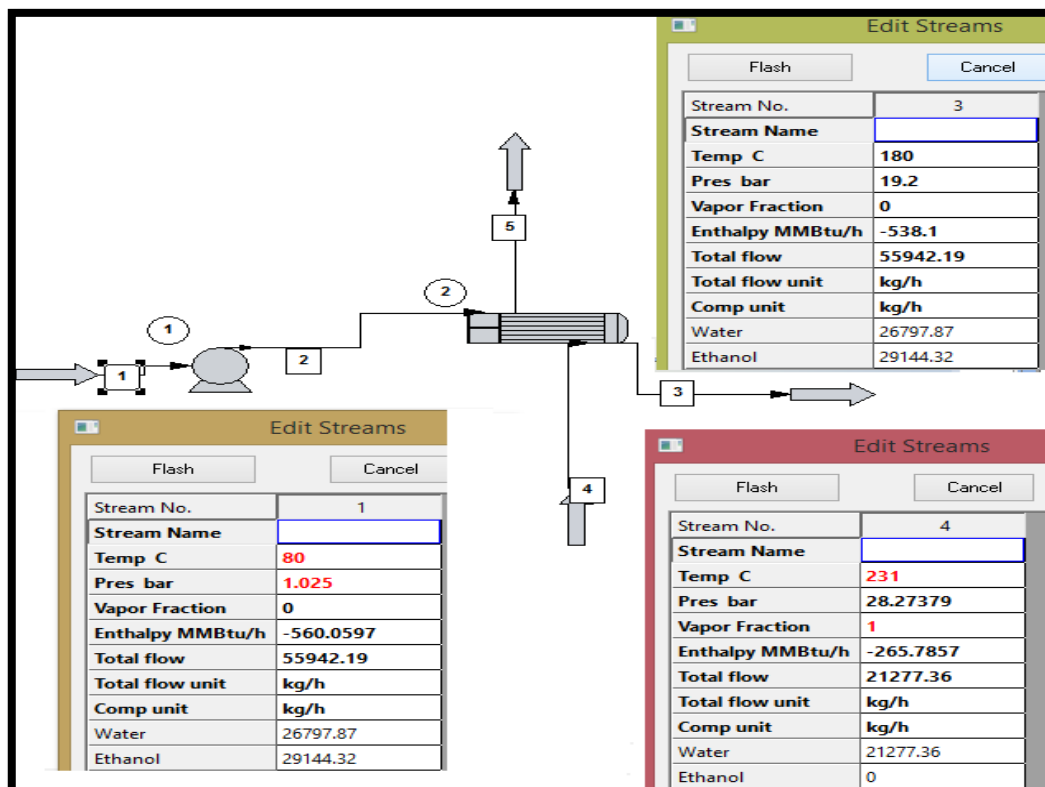 Edit Streams
Flash Cancel
Stream No. 3
Stream Name
Temp C 180
Pres bar 19.2
Vapor Fraction 0
Enthalpy MMBtu/h -538.1
Total flow 55942.19
Total flow unit kg/h
Comp unit kg/h
Water 26797.87
Ethanol 29144.32
5
2
1
2
1
3
4
Edit Streams
Flash Cancel
Stream No. 1
Stream Name
Temp C 80
Pres bar 1.025
Vapor Fraction 0
Enthalpy MMBtu/h -560.0597
Total flow 55942.19
Total flow unit kg/h
Comp unit kg/h
Water 26797.87
Ethanol 29144.32
Edit Streams
Flash Cancel
Stream No. 4
Stream Name
Temp C 231
Pres bar 28.27379
Vapor Fraction 1
Enthalpy MMBtu/h -265.7857
Total flow 21277.36
Total flow unit kg/h
Comp unit kg/h
Water 21277.36
Ethanol 0